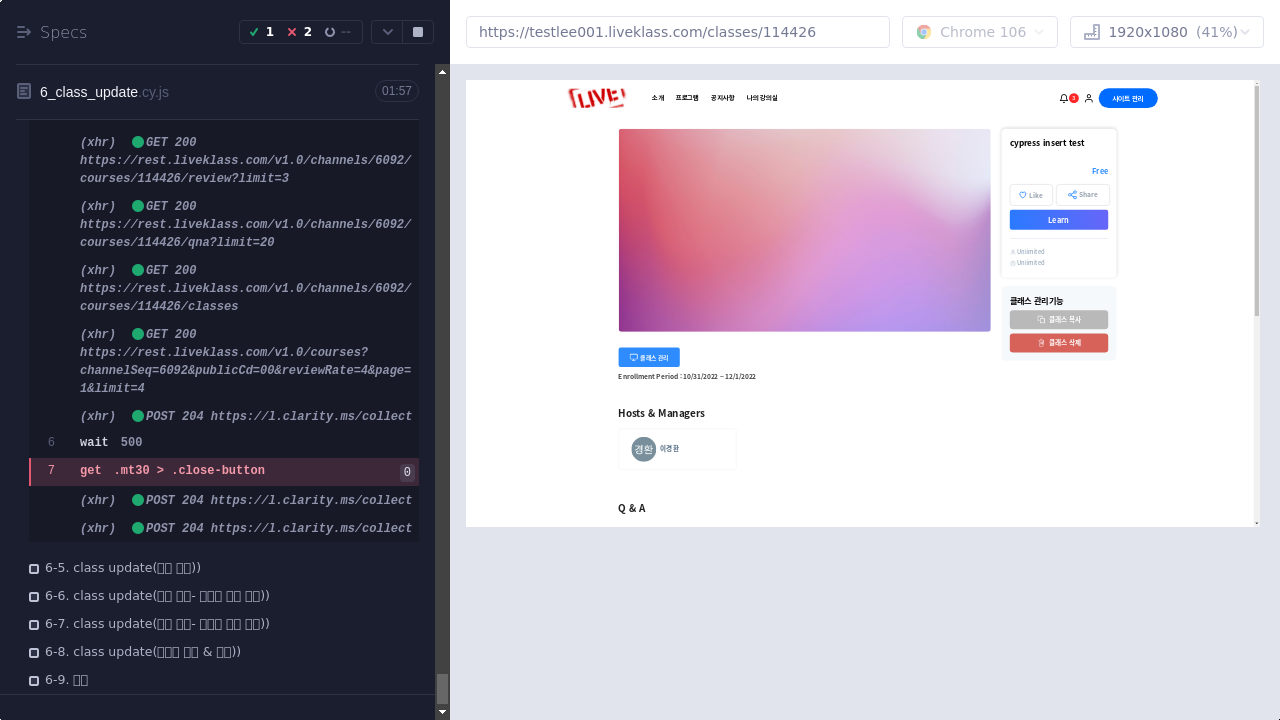 Specs
1
2
--
https://testlee001.liveklass.com/classes/114426
Chrome 106
1920x1080 (41%)
6_class_update.cy.js
01:57
(xhr) GET 200
https://rest.liveklass.com/v1.0/channels/6092/
courses/114426/review?limit=3
(xhr) GET 200
https://rest.liveklass.com/v1.0/channels/6092/
courses/114426/qna?limit=20
(xhr) GET 200
https://rest.liveklass.com/v1.0/channels/6092/
courses/114426/classes
(xhr) GET 200
https://rest.liveklass.com/v1.0/courses?
channelSeq=6092&publicCd=00&reviewRate=4&page=
1&limit=4
(xhr) POST 204 https://l.clarity.ms/collect
6 wait 500
7 get .mt30 > .close-button 0
(xhr) POST 204 https://l.clarity.ms/collect
(xhr) POST 204 https://l.clarity.ms/collect
6-5. class update(
6-6. class update(
6-7. class update(
6-8. class update( & ))
6-9.
LIVE!
소개 프로그램 공지사항 나의 강의실
3
사이트 관리
cypress insert test
Free
Like
Share
Learn
Unlimited
Unlimited
클래스 관리기능
클래스 복사
클래스 삭제
클래스 관리
Enrollment Period : 10/31/2022 ~ 12/1/2022
Hosts & Managers
경환
이경환
Q & A